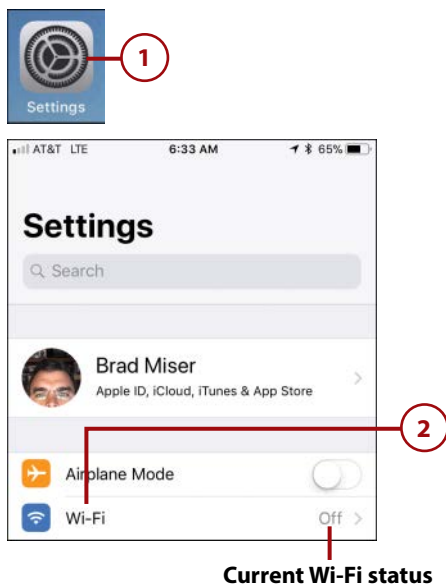 1
Settings
AT&T LTE 6:33 AM 65%
Settings
Search
Brad Miser
Apple ID, iCloud, iTunes & App Store
2
Airplane Mode
Wi-Fi Off
Current Wi-Fi status